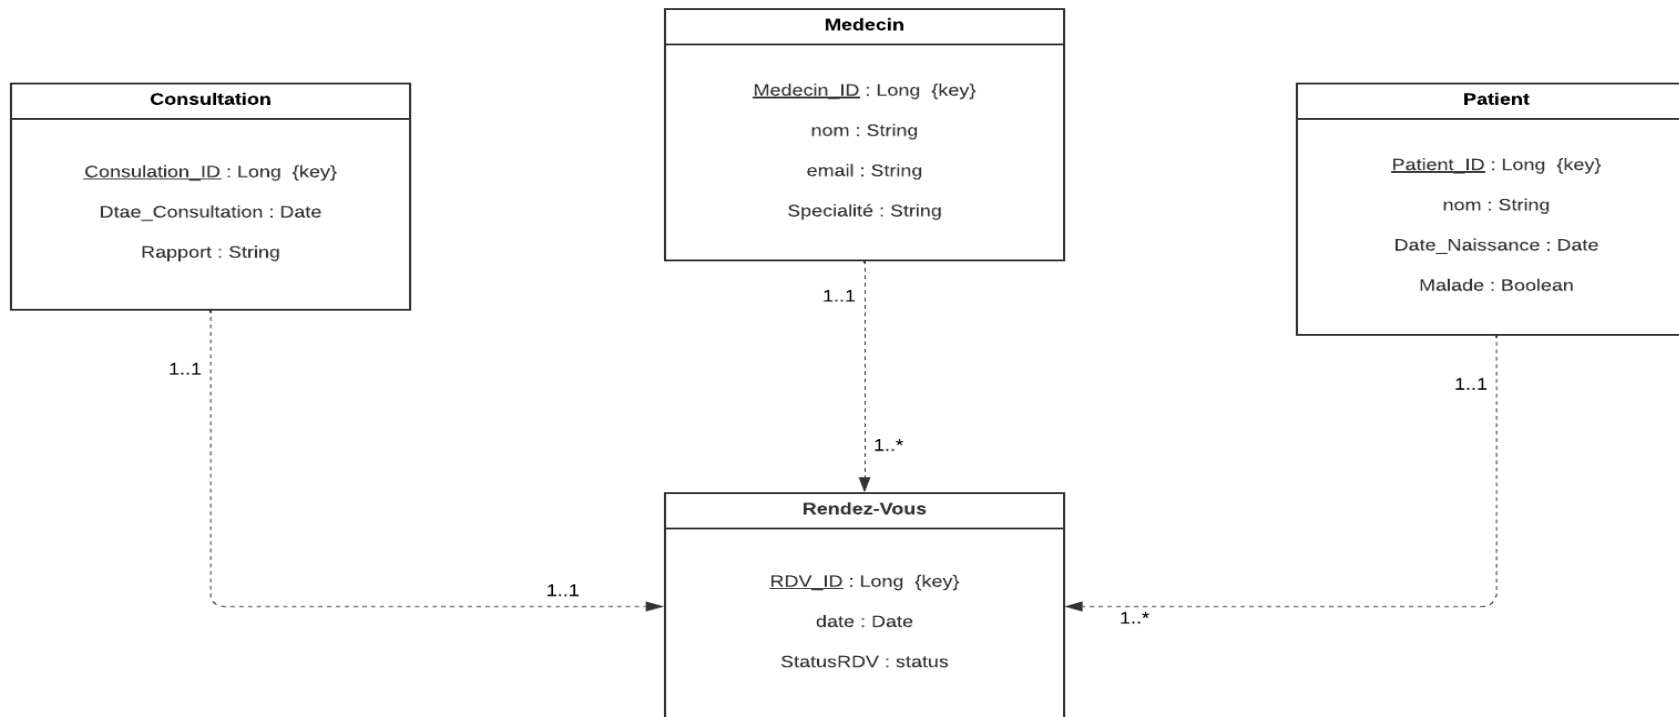 Medecin
Medecin_ID : Long {key}
nom : String
email : String
Specialité : String
Consultation
Consulation_ID : Long {key}
Dtae_Consultation : Date
Rapport : String
Patient
Patient_ID : Long {key}
nom : String
Date_Naissance : Date
Malade : Boolean
1..1
1..1
1..1
1..*
1..1
1..*
Rendez-Vous
RDV_ID : Long {key}
date : Date
StatusRDV : status